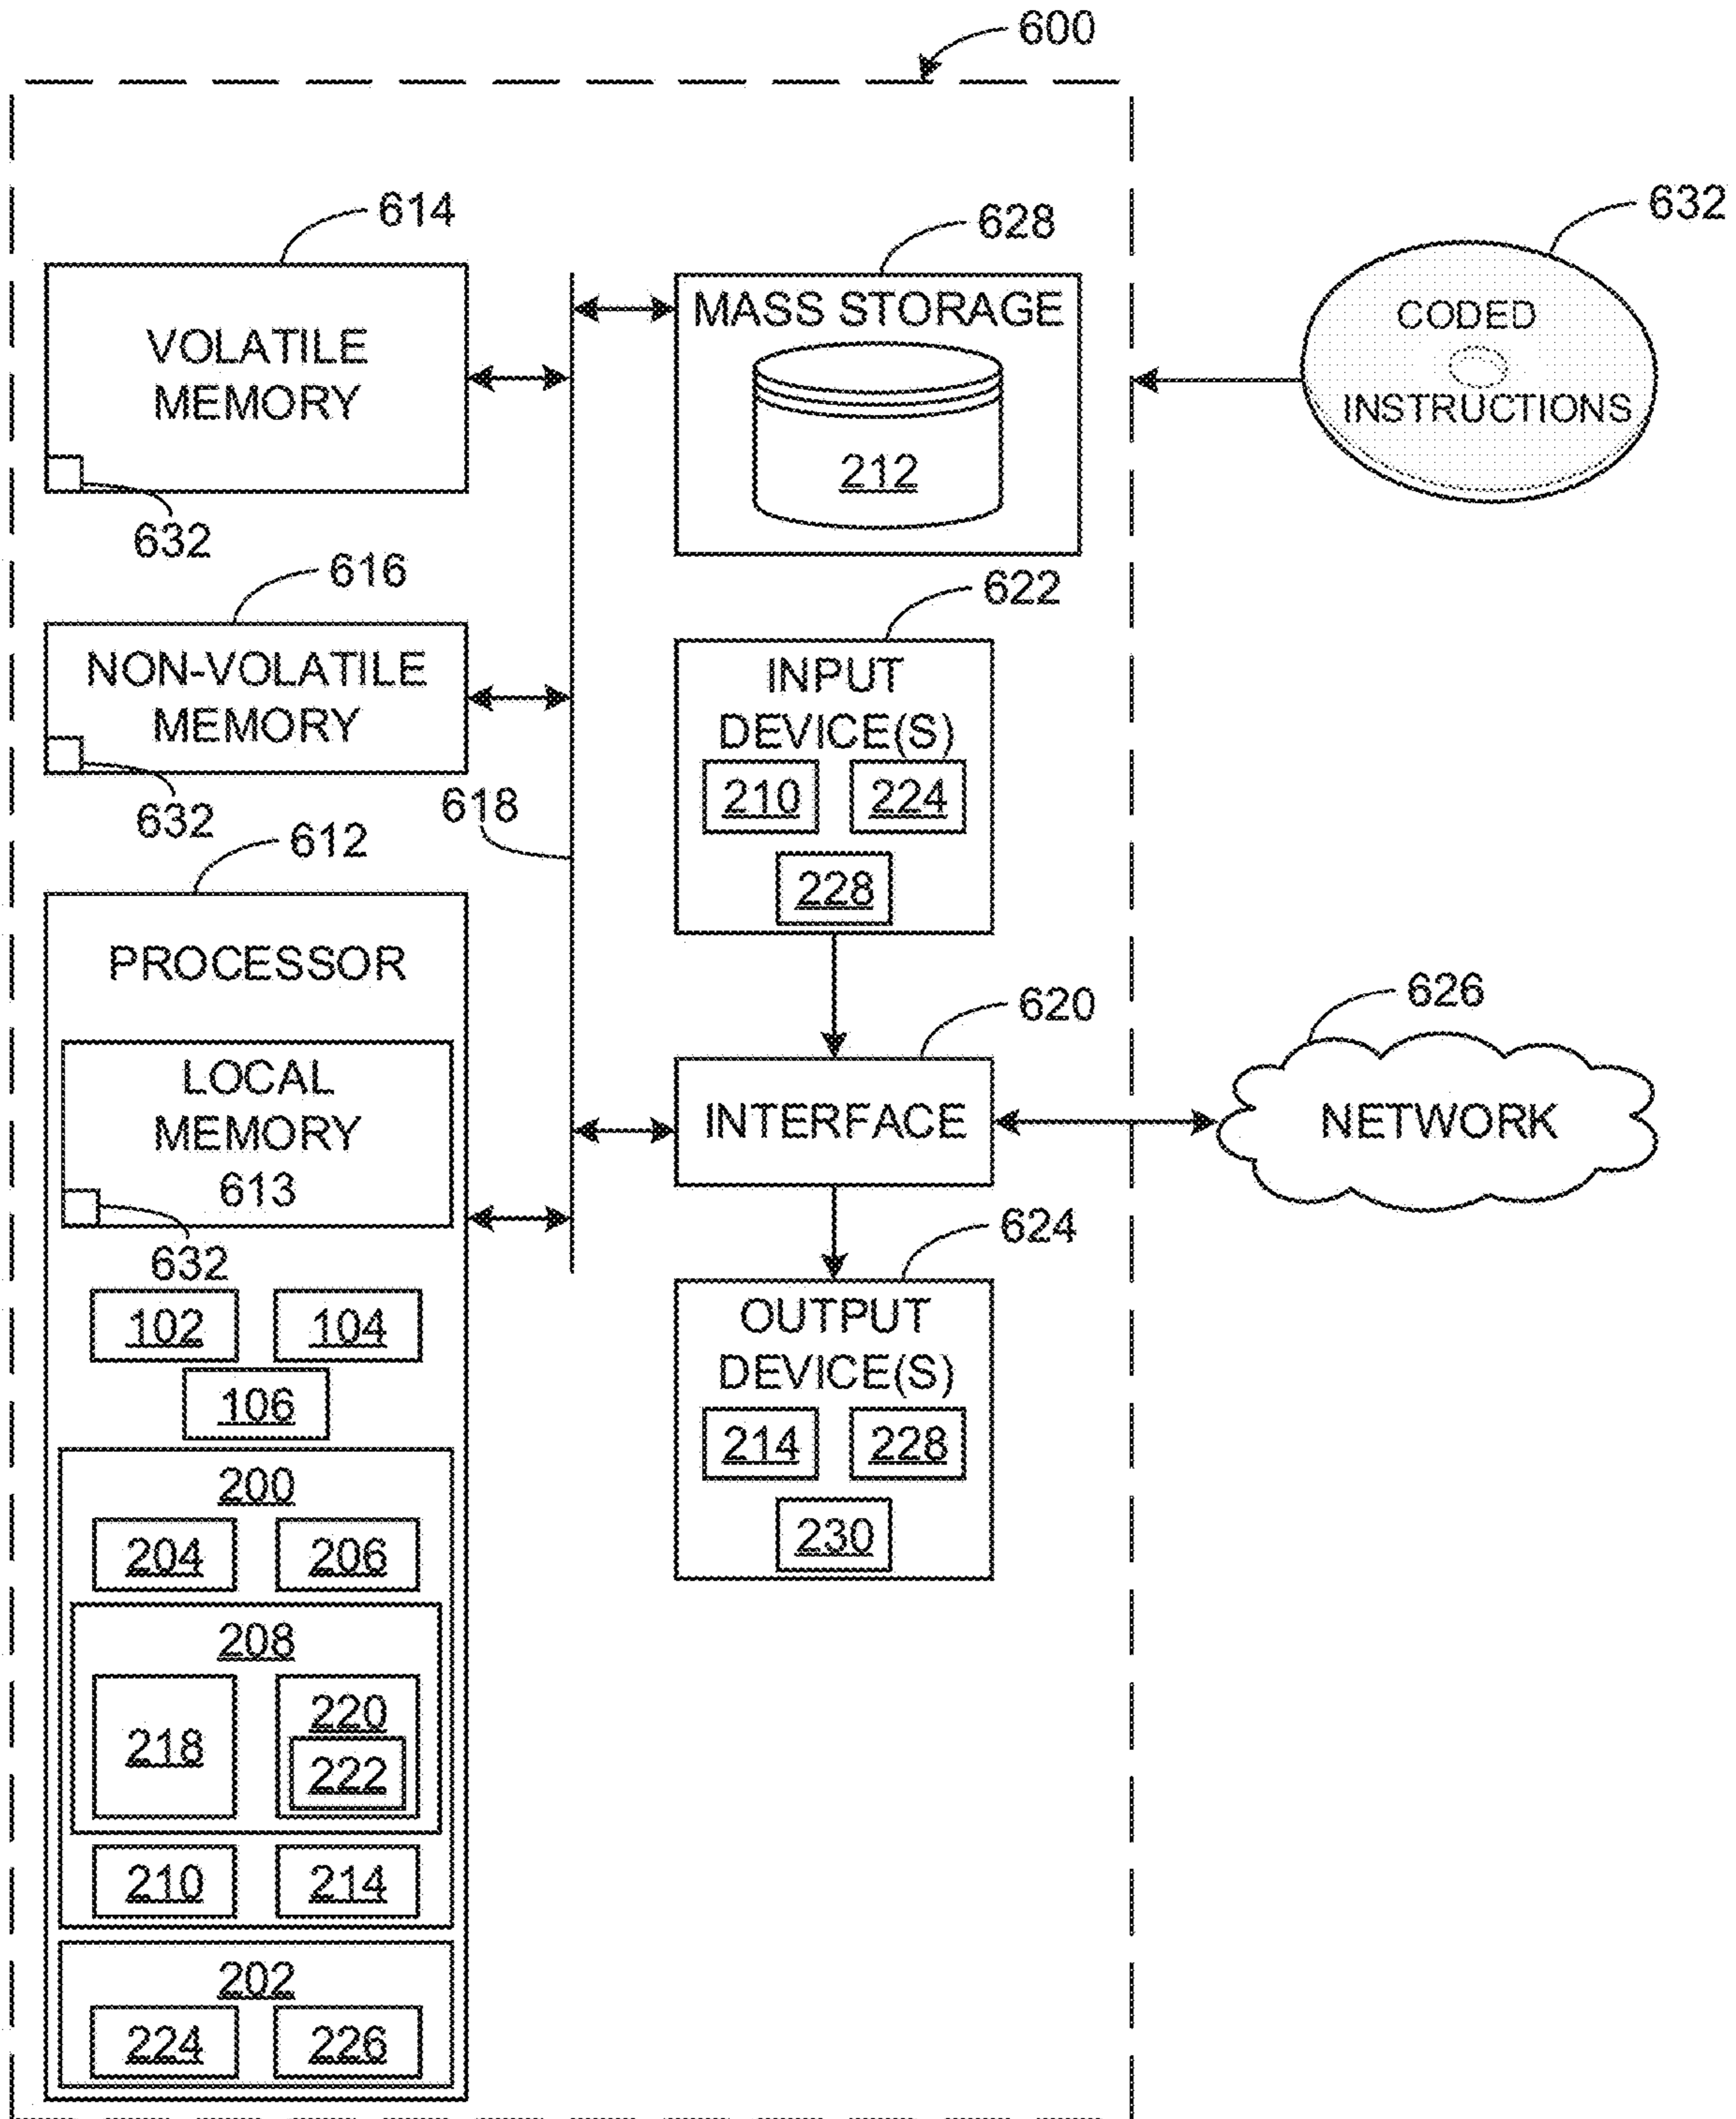 600
614
VOLATILE
MEMORY
632
628
MASS STORAGE
212
632
CODED
INSTRUCTIONS
616
NON-VOLATILE
MEMORY
632
618
622
INPUT
DEVICE(S)
210 224
228
612
PROCESSOR
LOCAL
MEMORY
613
632
620
INTERFACE
626
NETWORK
624
OUTPUT
DEVICE(S)
214 228
230
102 104
106
200
204 206
208
218
220
222
210 214
202
224 226